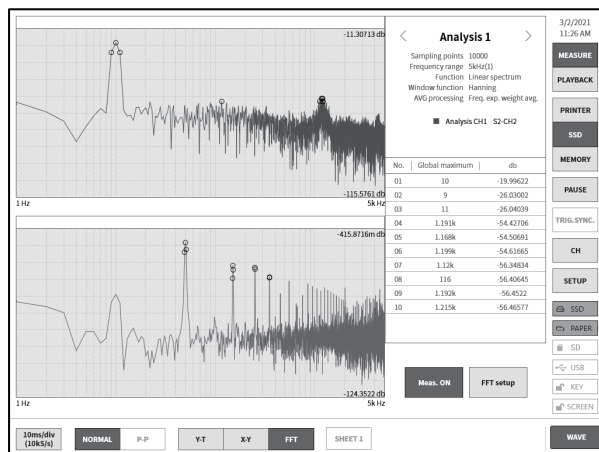 -11.30713 db
-115.5761 db
1 Hz 5k Hz
-415.8716m db
-124.3522 db
1 Hz 5k Hz
Analysis 1
Sampling points 10000
Frequency range 5kHz(1)
Function Linear spectrum
Window function Hanning
AVG processing Freq. exp. weight avg.
Analysis CH1 S2-CH2
No. Global maximum db
01 10 -19.99622
02 9 -26.03002
03 11 -26.04039
04 1.191k -54.42706
05 1.168k -54.50691
06 1.199k -54.61665
07 1.12k -56.34834
08 116 -56.40645
09 1.192k -56.4522
10 1.215k -56.46577
Meas. ON FFT setup
3/2/2021
11:26 AM
MEASURE
PLAYBACK
PRINTER
SSD
MEMORY
PAUSE
TRIG.SYNC.
CH
SETUP
SSD
PAPER
SD
USB
KEY
SCREEN
10ms/div
(10kS/s)
NORMAL P-P Y-T X-Y FFT SHEET 1 WAVE